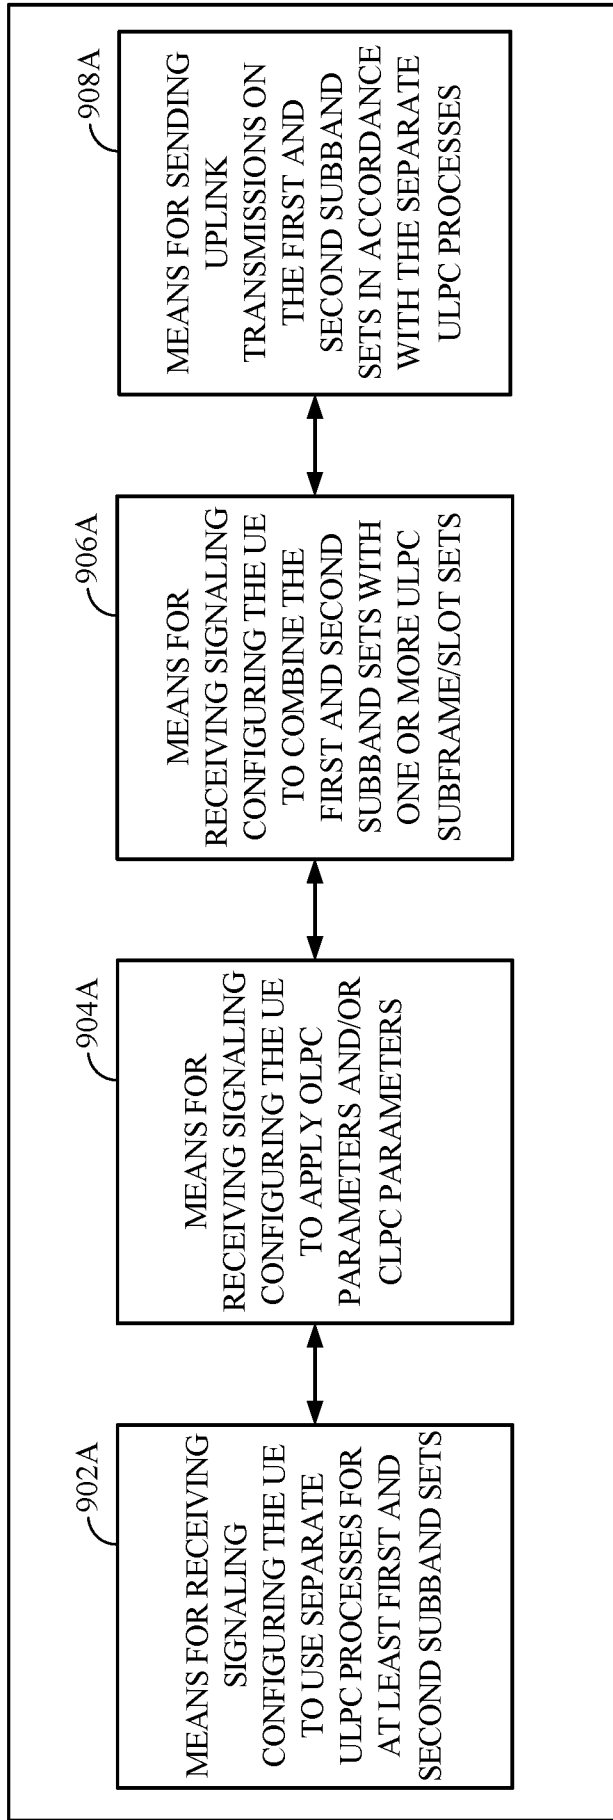 902A
MEANS FOR RECEIVING
SIGNALING
CONFIGURING THE UE
TO USE SEPARATE
ULPC PROCESSES FOR
AT LEAST FIRST AND
SECOND SUBBAND SETS
904A
MEANS FOR
RECEIVING SIGNALING
CONFIGURING THE UE
TO APPLY OLPC
PARAMETERS AND/OR
CLPC PARAMETERS
906A
MEANS FOR
RECEIVING SIGNALING
CONFIGURING THE UE
TO COMBINE THE
FIRST AND SECOND
SUBBAND SETS WITH
ONE OR MORE ULPC
SUBFRAME/SLOT SETS
908A
MEANS FOR SENDING
UPLINK
TRANSMISSIONS ON
THE FIRST AND
SECOND SUBBAND
SETS IN ACCORDANCE
WITH THE SEPARATE
ULPC PROCESSES